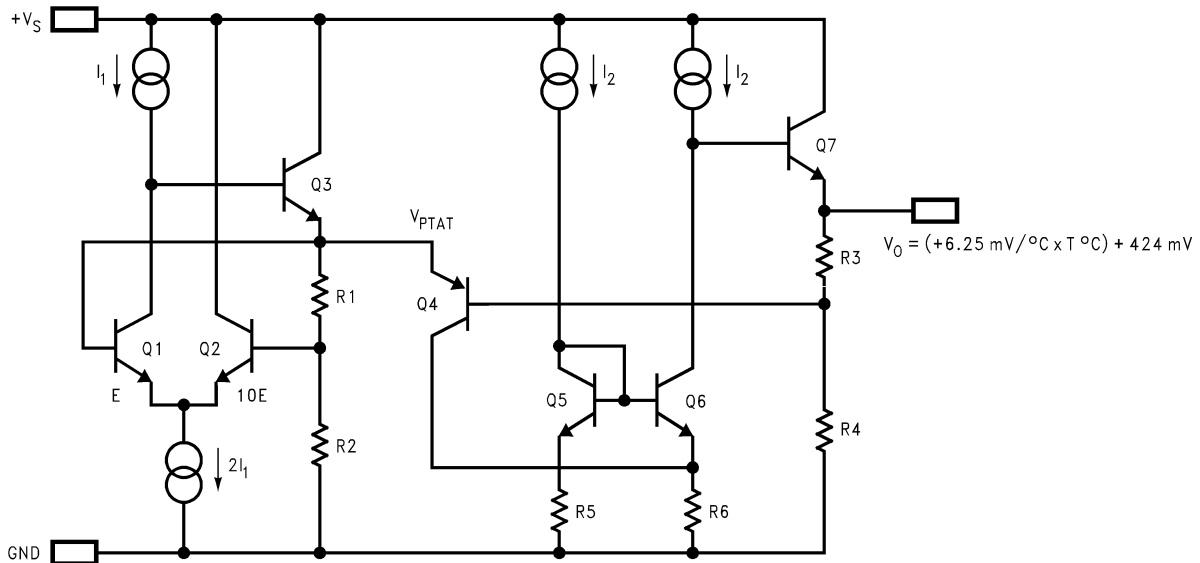 +VS
I1
I2
I2
Q7
Q3
VPTAT
VO = (+6.25 mV/°C x T °C) + 424 mV
R3
R1
Q4
Q1
Q2
E
10E
Q5
Q6
R4
R2
2I1
R5
R6
GND